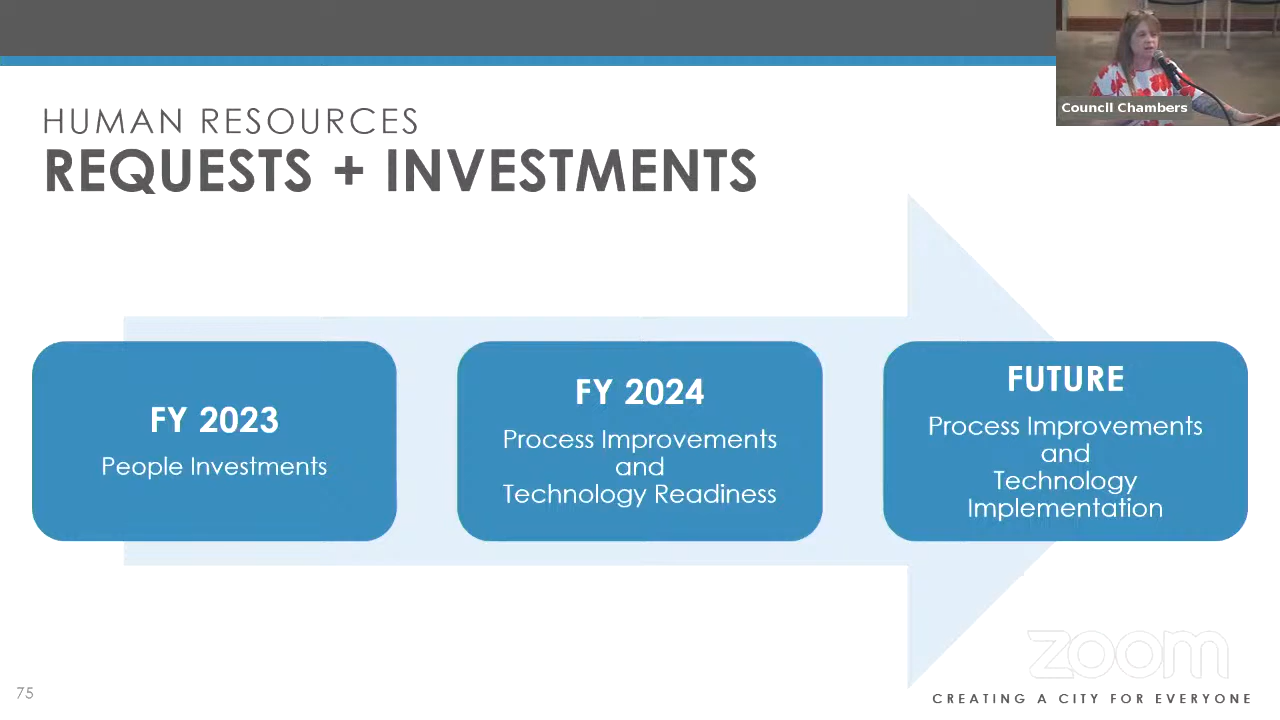 Council Chambers
HUMAN RESOURCES
REQUESTS + INVESTMENTS
FY 2023
People Investments
FY 2024
Process Improvements
and
Technology Readiness
FUTURE
Process Improvements
and
Technology
Implementation
zoom
75
CREATING A CITY FOR EVERYONE